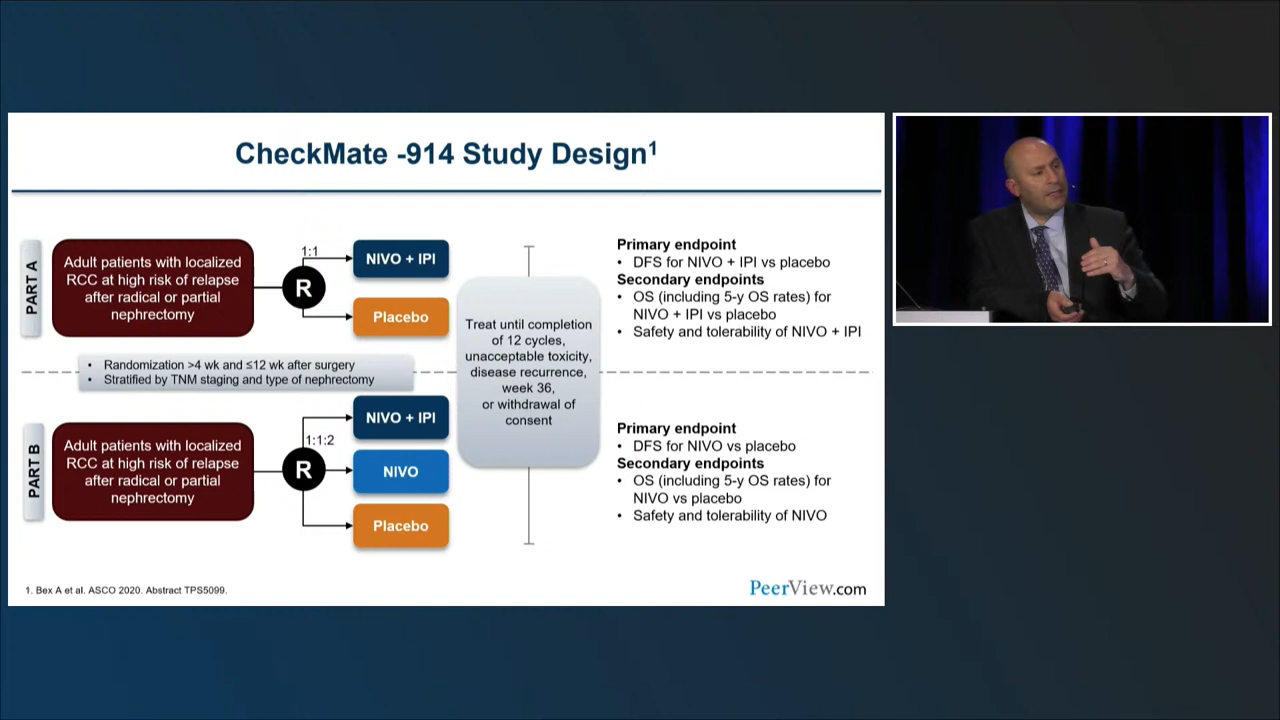 CheckMate -914 Study Design1
PART A
Adult patients with localized
RCC at high risk of relapse
after radical or partial
nephrectomy
R
1:1
NIVO + IPI
Placebo
Primary endpoint
• DFS for NIVO + IPI vs placebo
Secondary endpoints
• OS (including 5-y OS rates) for
NIVO + IPI vs placebo
• Safety and tolerability of NIVO + IPI
Treat until completion
of 12 cycles,
unacceptable toxicity,
disease recurrence,
week 36,
or withdrawal of
consent
• Randomization >4 wk and ≤12 wk after surgery
• Stratified by TNM staging and type of nephrectomy
PART B
Adult patients with localized
RCC at high risk of relapse
after radical or partial
nephrectomy
R
1:1:2
NIVO + IPI
NIVO
Placebo
Primary endpoint
• DFS for NIVO vs placebo
Secondary endpoints
• OS (including 5-y OS rates) for
NIVO vs placebo
• Safety and tolerability of NIVO
1. Bex A et al. ASCO 2020. Abstract TPS5099.
PeerView.com